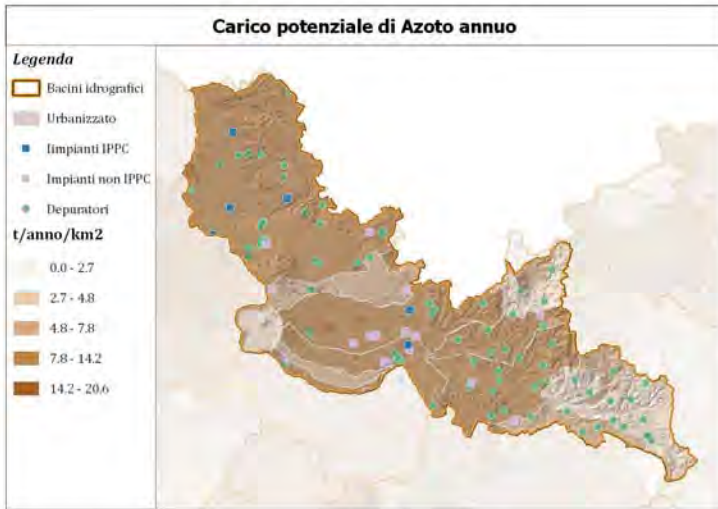 Carico potenziale di Azoto annuo
Legenda
Bacini idrografici
Urbanizzato
Iimpianti IPPC
Impianti non IPPC
Depuratori
t/anno/km2
0.0 - 2.7
2.7 - 4.8
4.8 - 7.8
7.8 - 14.2
14.2 - 20.6